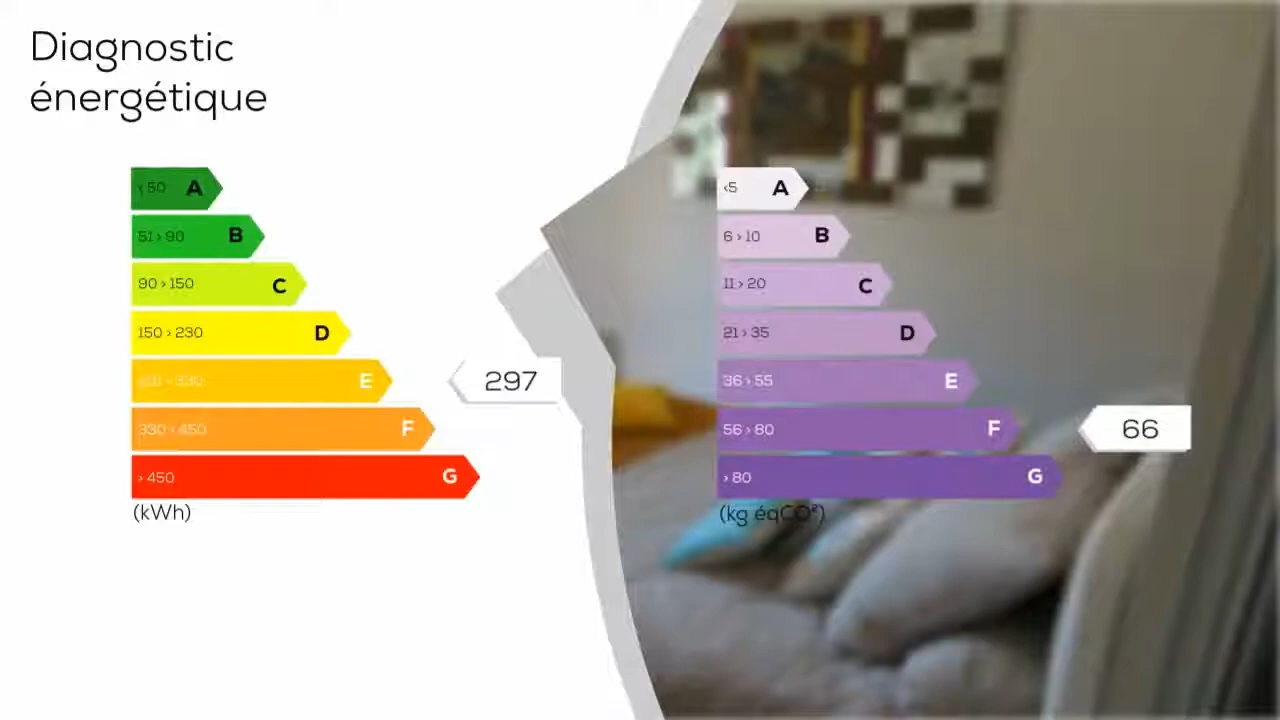 Diagnostic
énergétique
< 50 A
51 > 90 B
90 > 150 C
150 > 230 D
E
330 > 450 F
> 450 G
(kWh)
297
<5 A
6 > 10 B
11 > 20 C
21 > 35 D
36 > 55 E
56 > 80 F
> 80 G
(kg éqCO²)
66